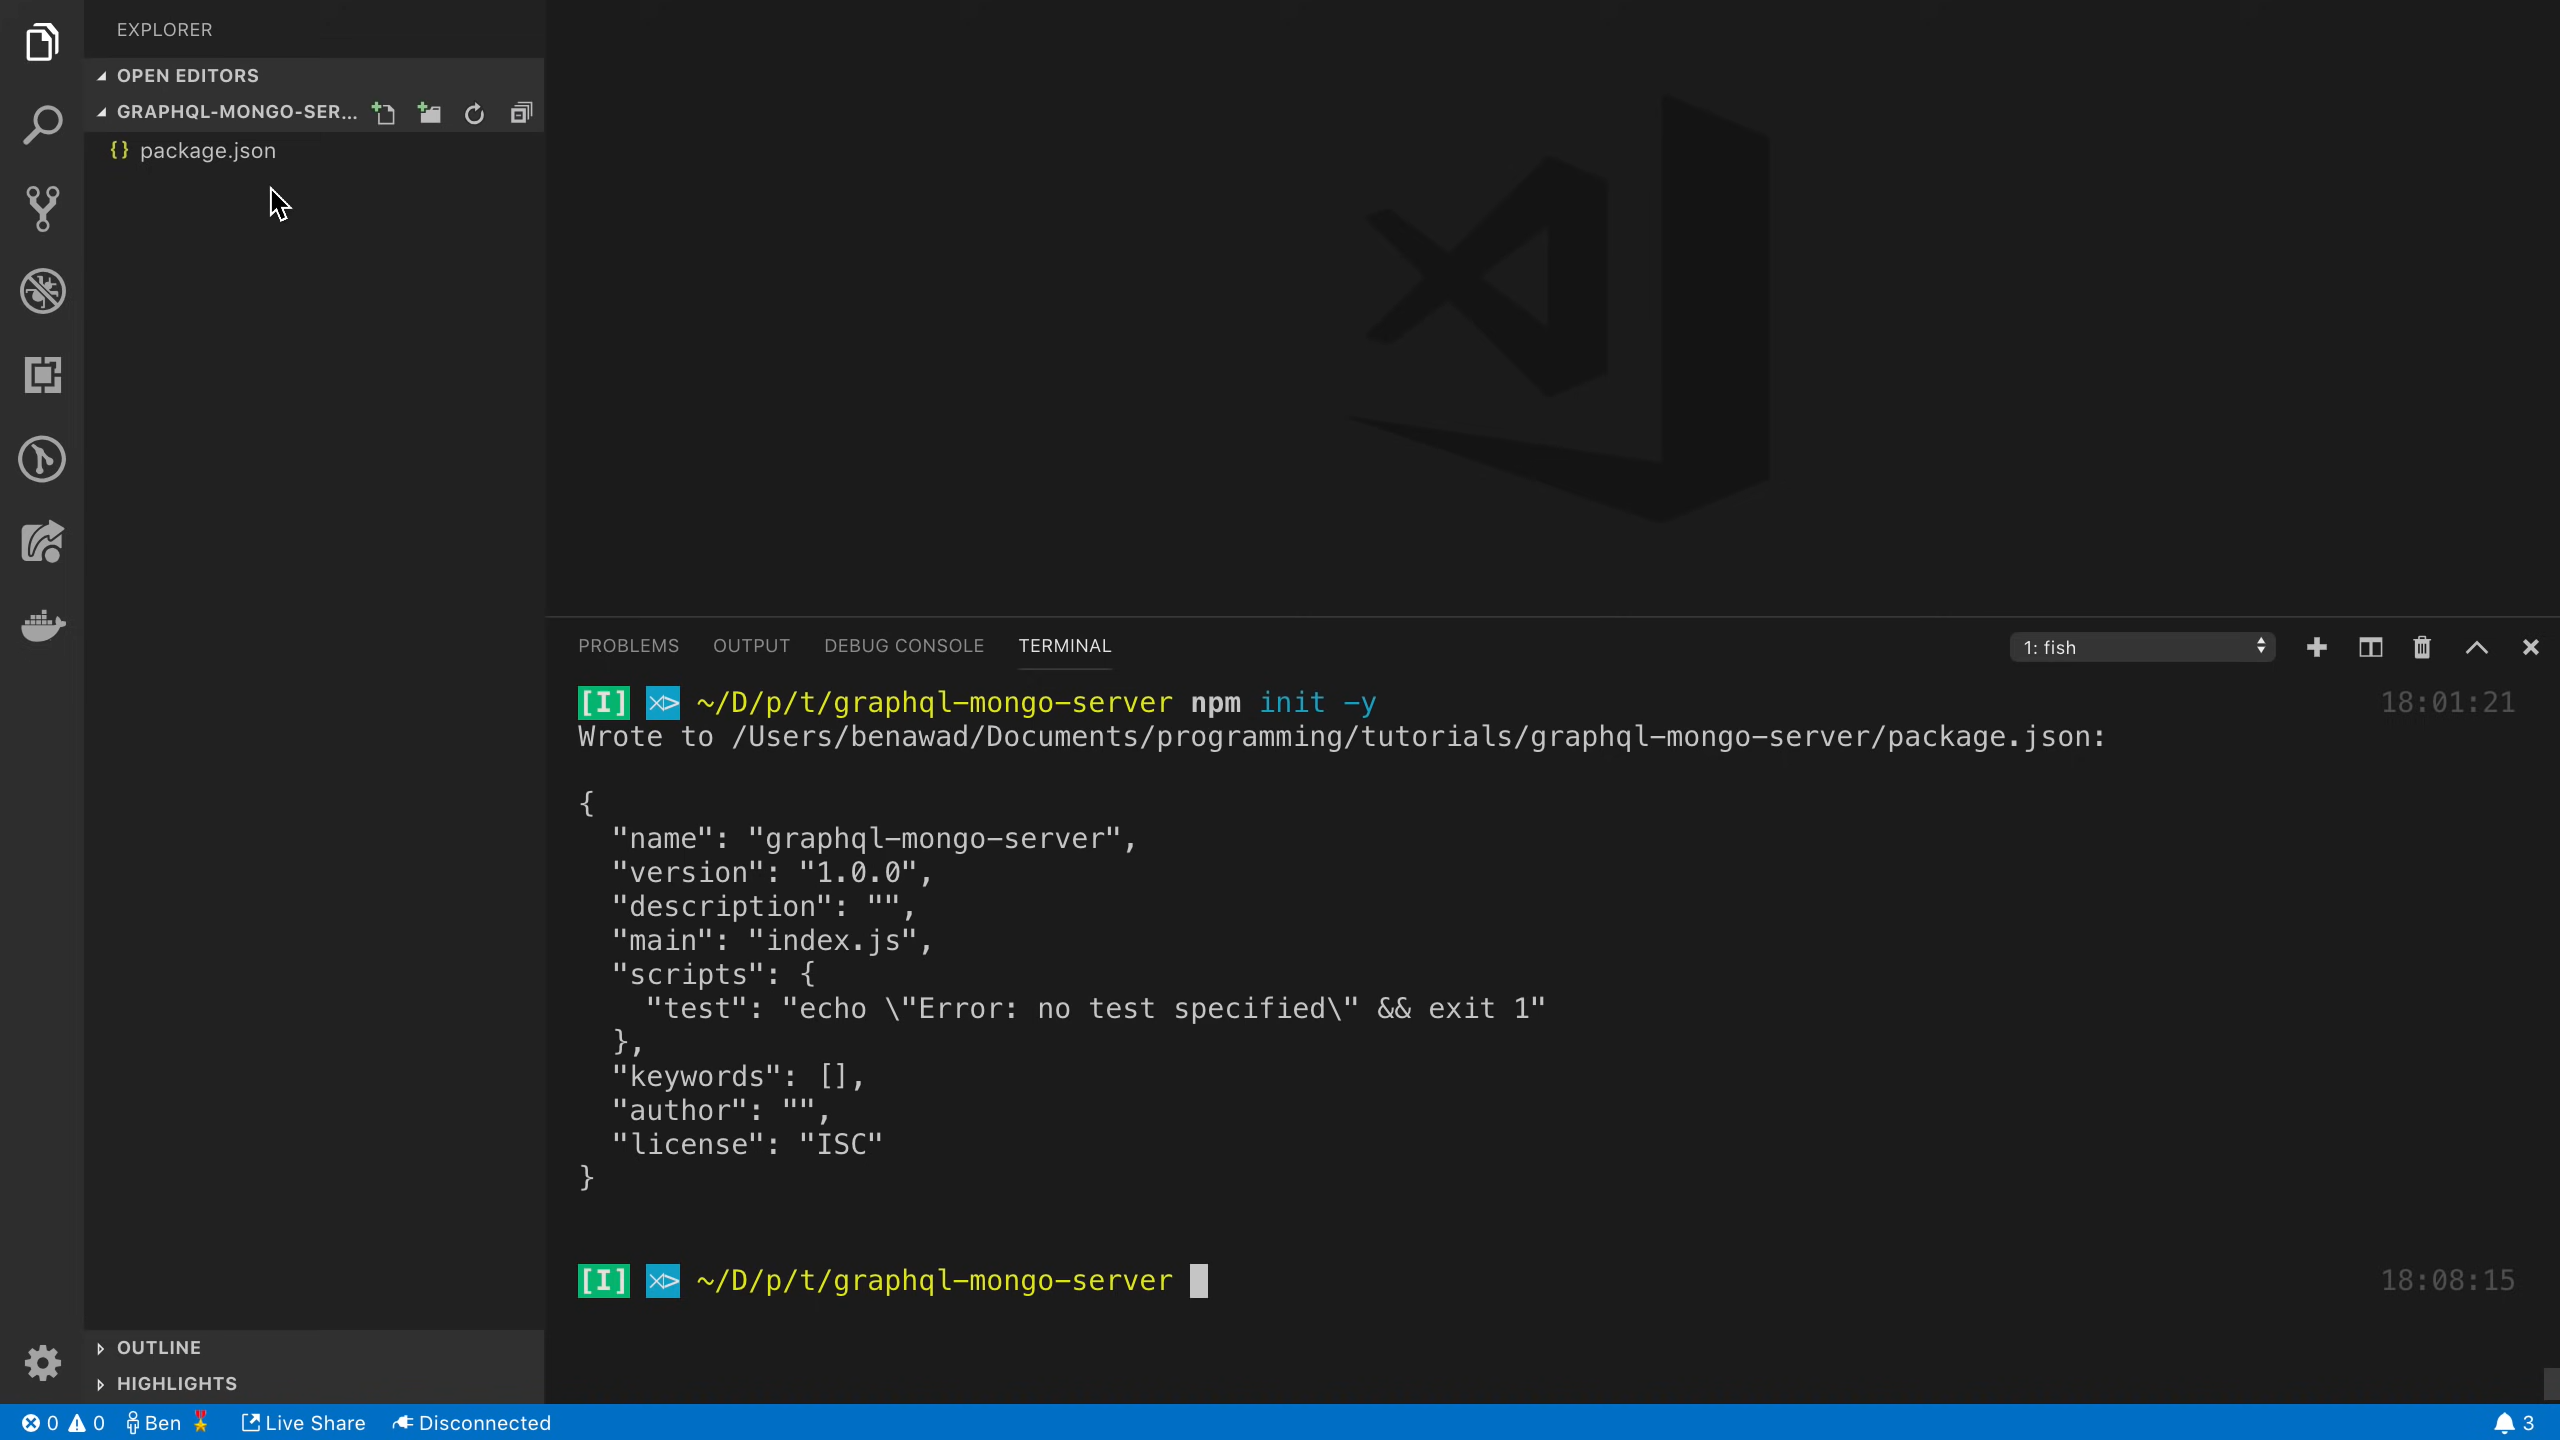 EXPLORER
OPEN EDITORS
GRAPHQL-MONGO-SER...
{} package.json
OUTLINE
HIGHLIGHTS
PROBLEMS OUTPUT DEBUG CONSOLE TERMINAL 1: fish
[I] ~/D/p/t/graphql-mongo-server npm init -y 18:01:21
Wrote to /Users/benawad/Documents/programming/tutorials/graphql-mongo-server/package.json:
{
"name": "graphql-mongo-server",
"version": "1.0.0",
"description": "",
"main": "index.js",
"scripts": {
"test": "echo \"Error: no test specified\" && exit 1"
},
"keywords": [],
"author": "",
"license": "ISC"
}
[I] ~/D/p/t/graphql-mongo-server 18:08:15
0 0 Ben Live Share Disconnected 3